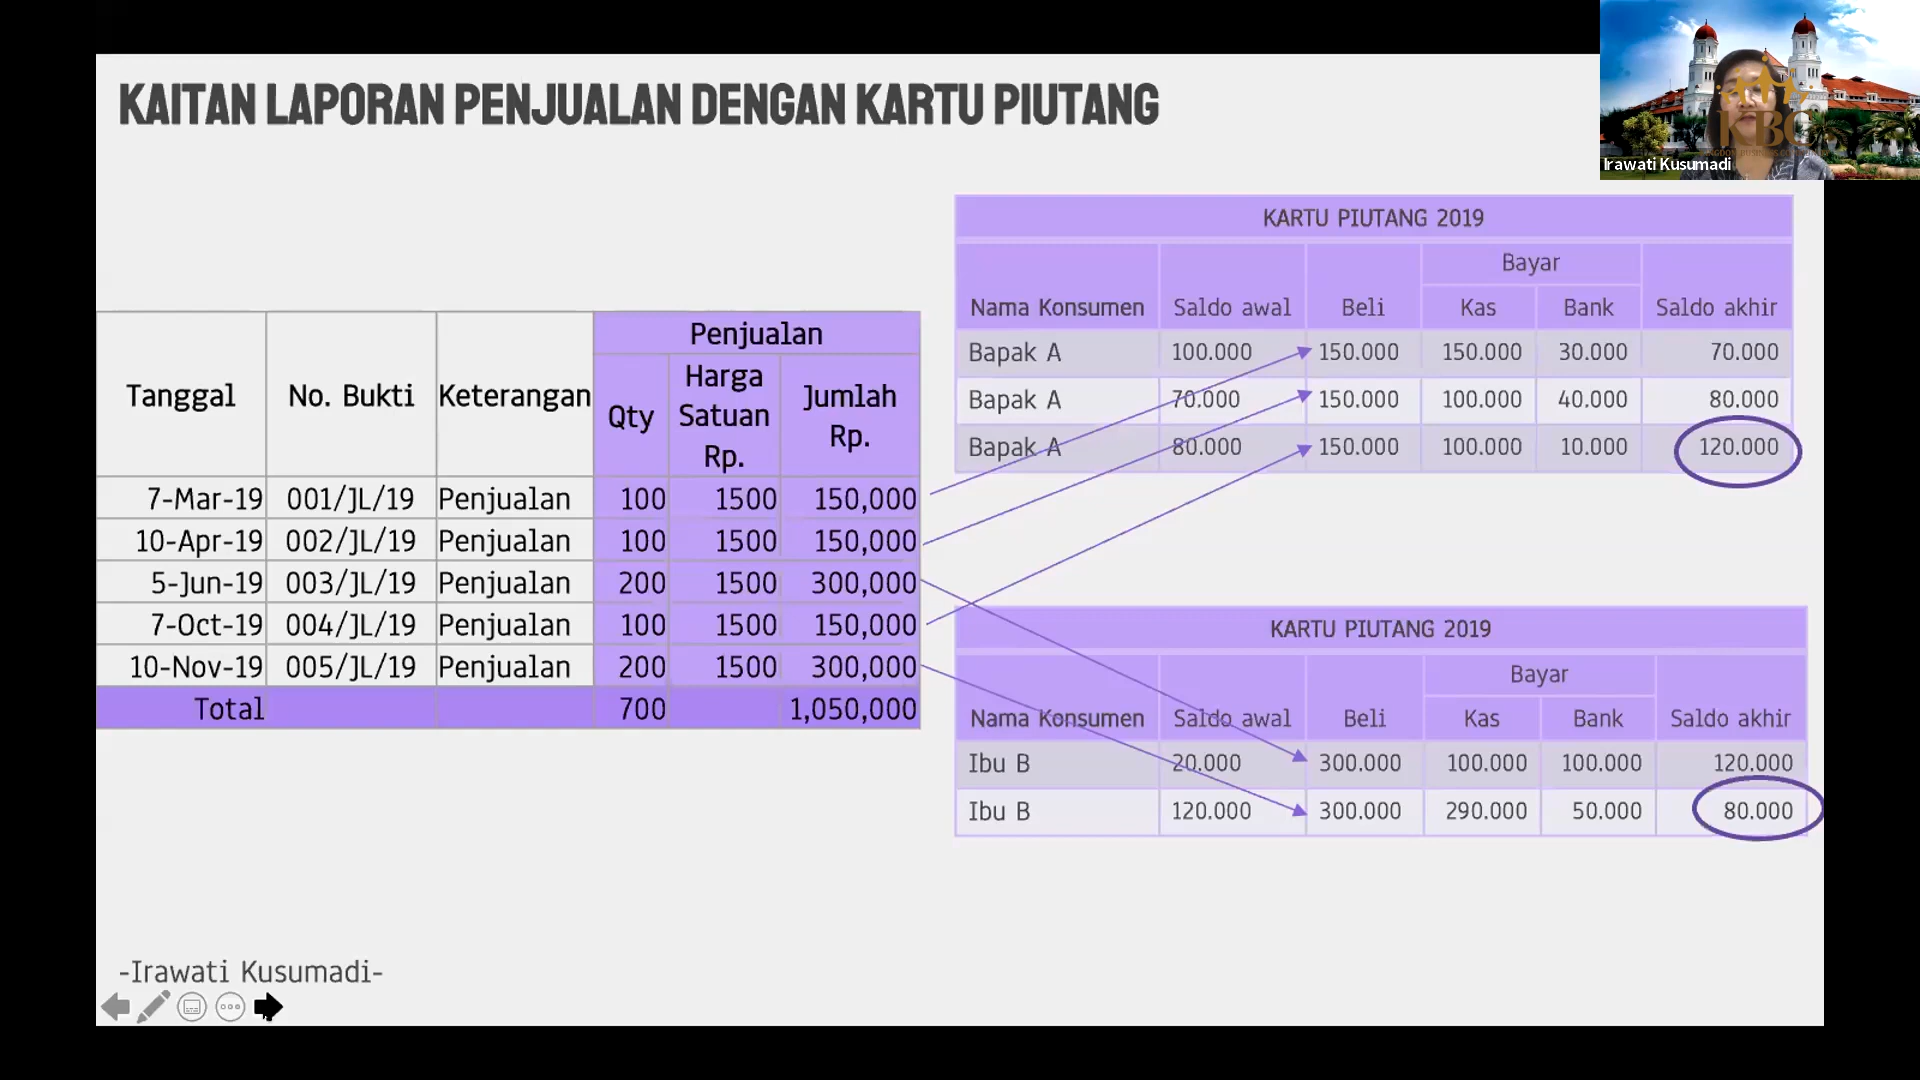 KAITAN LAPORAN PENJUALAN DENGAN KARTU PIUTANG
KBC
Irawati Kusumadi
Tanggal No. Bukti Keterangan Penjualan
Qty Harga Satuan Rp. Jumlah Rp.
7-Mar-19 001/JL/19 Penjualan 100 1500 150,000
10-Apr-19 002/JL/19 Penjualan 100 1500 150,000
5-Jun-19 003/JL/19 Penjualan 200 1500 300,000
7-Oct-19 004/JL/19 Penjualan 100 1500 150,000
10-Nov-19 005/JL/19 Penjualan 200 1500 300,000
Total 700 1,050,000
KARTU PIUTANG 2019
Bayar
Nama Konsumen Saldo awal Beli Kas Bank Saldo akhir
Bapak A 100.000 150.000 150.000 30.000 70.000
Bapak A 70.000 150.000 100.000 40.000 80.000
Bapak A 80.000 150.000 100.000 10.000 120.000
KARTU PIUTANG 2019
Bayar
Nama Konsumen Saldo awal Beli Kas Bank Saldo akhir
Ibu B 20.000 300.000 100.000 100.000 120.000
Ibu B 120.000 300.000 290.000 50.000 80.000
-Irawati Kusumadi-